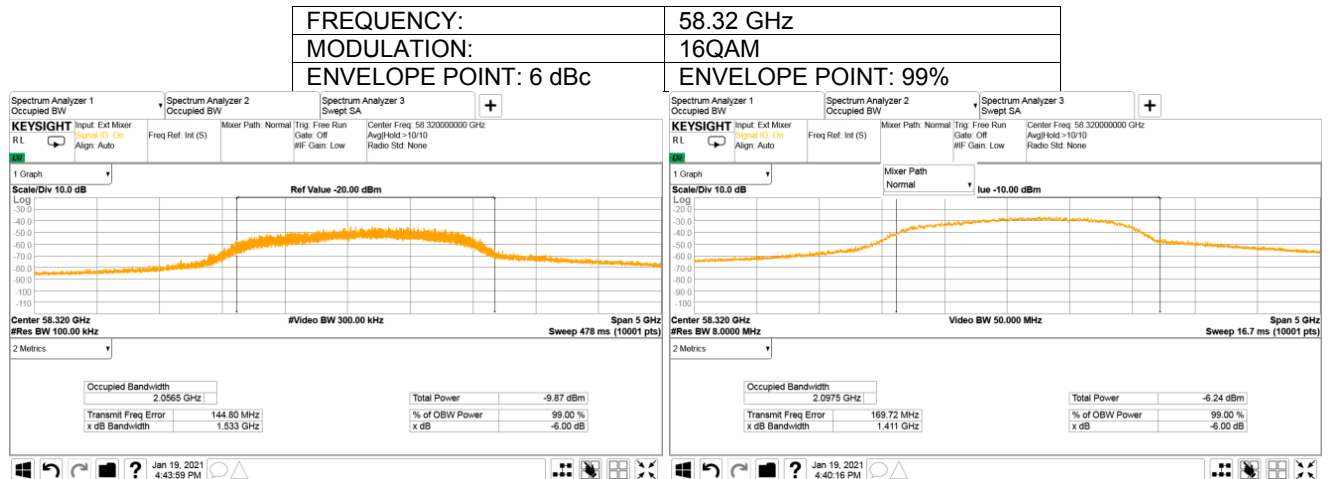 FREQUENCY: 58.32 GHz
MODULATION: 16QAM
ENVELOPE POINT: 6 dBc ENVELOPE POINT: 99%
Spectrum Analyzer 1
Occupied BW
Spectrum Analyzer 2
Occupied BW
Spectrum Analyzer 3
Swept SA
+
KEYSIGHT
RL
LXI
Input: Ext Mixer
Signal ID: On
Align: Auto
Freq Ref: Int (S)
Mixer Path: Normal
Trig: Free Run
Gate: Off
#IF Gain: Low
Center Freq: 58.320000000 GHz
Avg|Hold:>10/10
Radio Std: None
1 Graph
Scale/Div 10.0 dB
Ref Value -20.00 dBm
Log
-30.0
-40.0
-50.0
-60.0
-70.0
-80.0
-90.0
-100
-110
Center 58.320 GHz
#Res BW 100.00 kHz
#Video BW 300.00 kHz
Span 5 GHz
Sweep 478 ms (10001 pts)
2 Metrics
Occupied Bandwidth
2.0565 GHz
Transmit Freq Error 144.80 MHz
x dB Bandwidth 1.533 GHz
Total Power -9.87 dBm
% of OBW Power 99.00 %
x dB -6.00 dB
?
Jan 19, 2021
4:43:59 PM
Spectrum Analyzer 1
Occupied BW
Spectrum Analyzer 2
Occupied BW
Spectrum Analyzer 3
Swept SA
+
KEYSIGHT
RL
LXI
Input: Ext Mixer
Signal ID: On
Align: Auto
Freq Ref: Int (S)
Mixer Path: Normal
Trig: Free Run
Gate: Off
#IF Gain: Low
Center Freq: 58.320000000 GHz
Avg|Hold:>10/10
Radio Std: None
1 Graph
Mixer Path
Normal
Scale/Div 10.0 dB
lue -10.00 dBm
Log
-20.0
-30.0
-40.0
-50.0
-60.0
-70.0
-80.0
-90.0
-100
Center 58.320 GHz
#Res BW 8.0000 MHz
Video BW 50.000 MHz
Span 5 GHz
Sweep 16.7 ms (10001 pts)
2 Metrics
Occupied Bandwidth
2.0975 GHz
Transmit Freq Error 169.72 MHz
x dB Bandwidth 1.411 GHz
Total Power -6.24 dBm
% of OBW Power 99.00 %
x dB -6.00 dB
?
Jan 19, 2021
4:40:16 PM